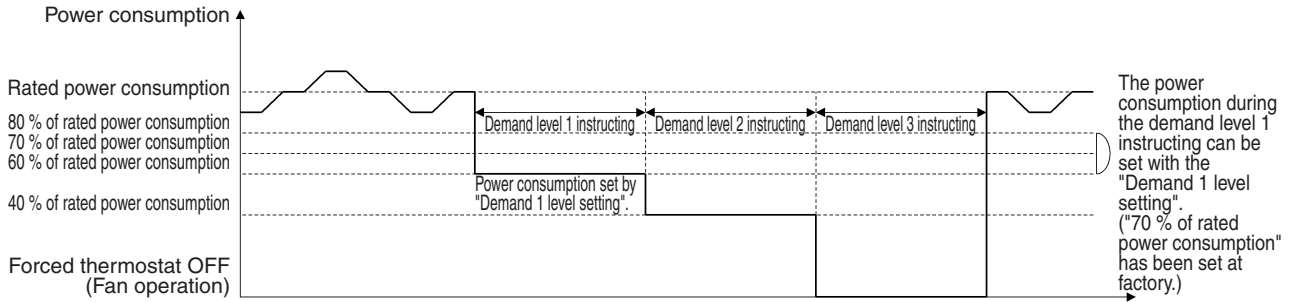 Power consumption
Rated power consumption
80 % of rated power consumption
70 % of rated power consumption
60 % of rated power consumption
40 % of rated power consumption
Forced thermostat OFF
(Fan operation)
Demand level 1 instructing
Demand level 2 instructing
Demand level 3 instructing
Power consumption set by
"Demand 1 level setting".
The power
consumption during
the demand level 1
instructing can be
set with the
"Demand 1 level
setting".
("70 % of rated
power consumption"
has been set at
factory.)